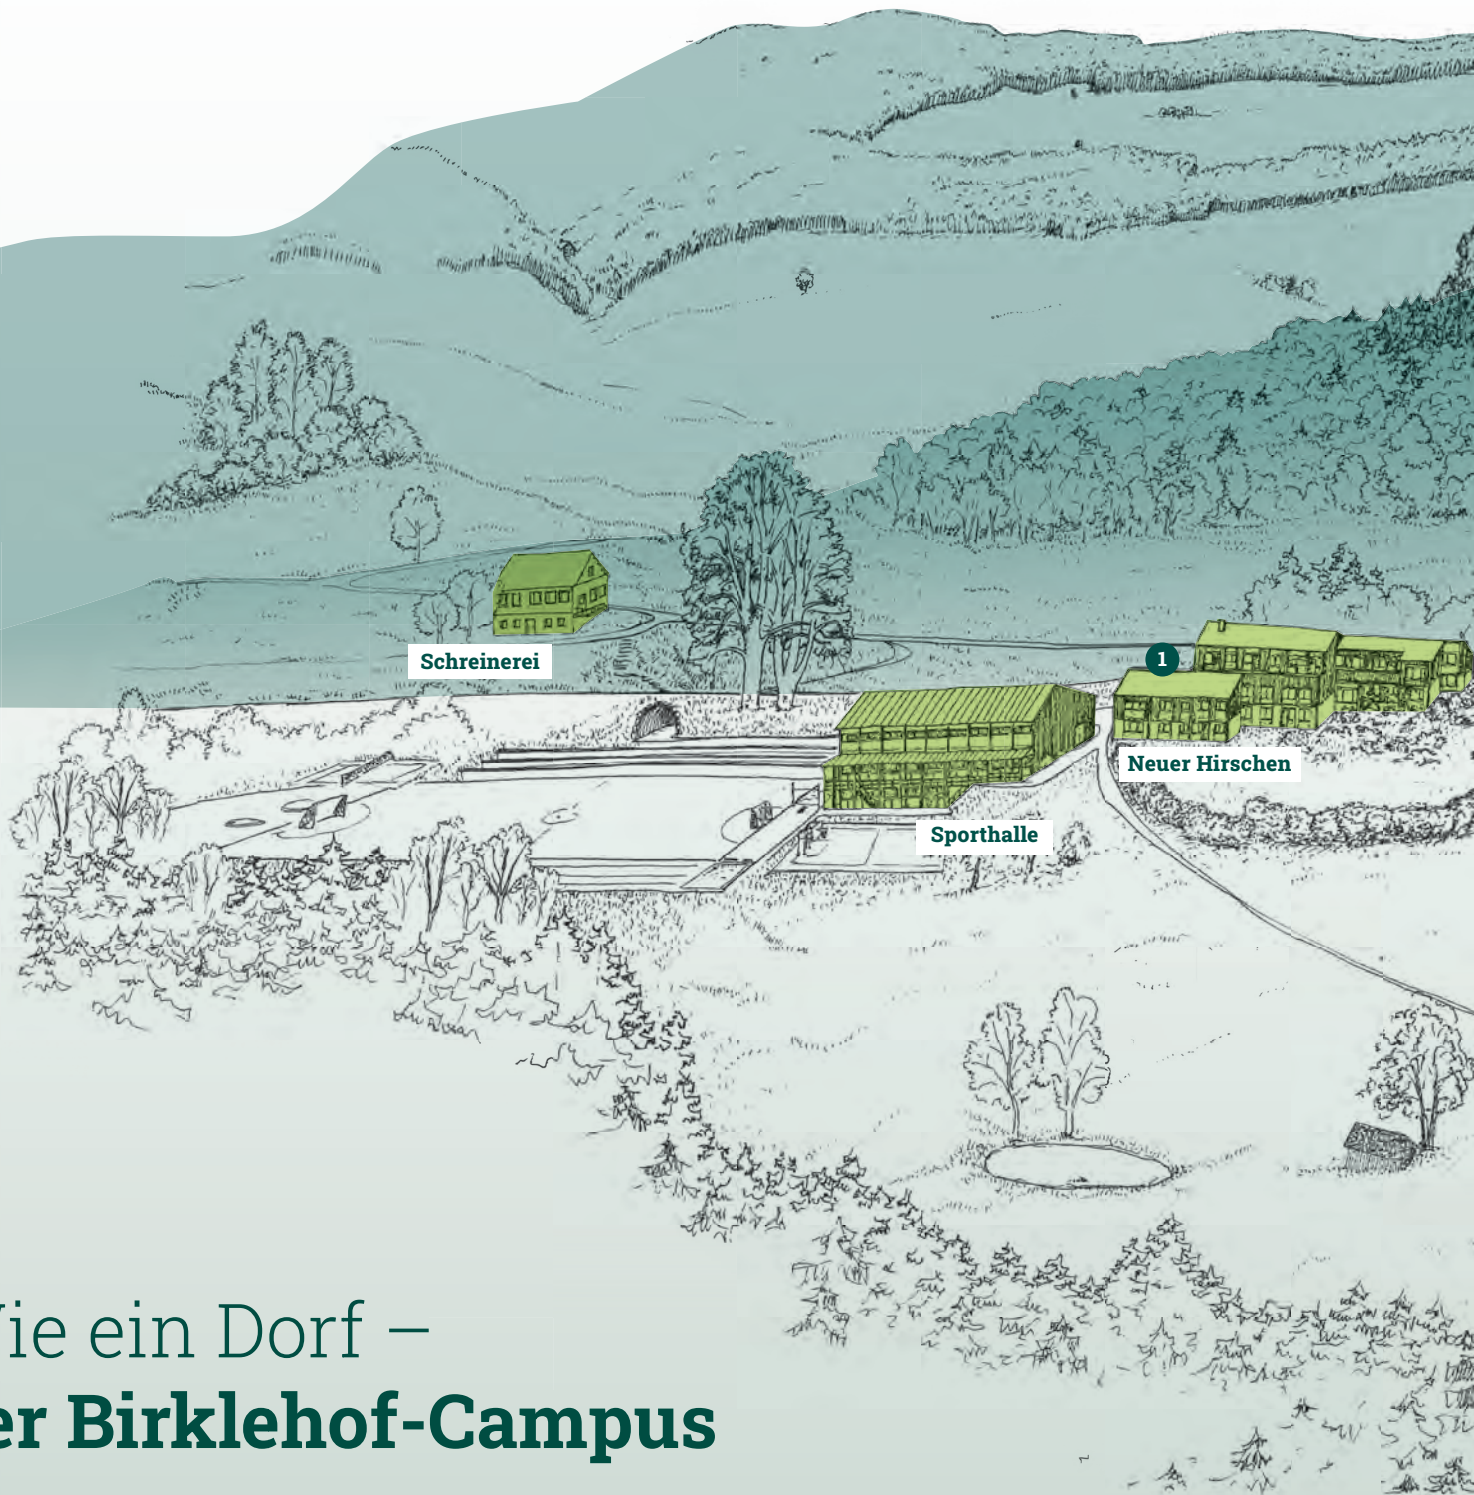 Schreinerei
1
Neuer Hirschen
Sporthalle
ie ein Dorf –
er Birklehof-Campus